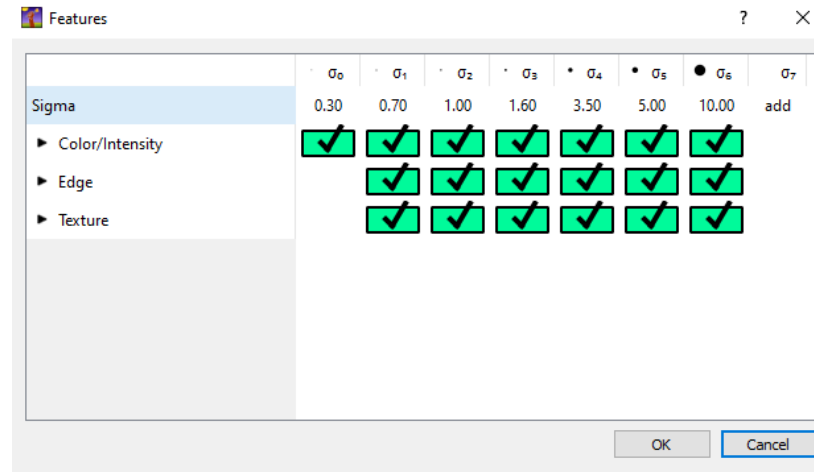 Features ? ×
σ₀ σ₁ σ₂ σ₃ σ₄ σ₅ σ₆ σ₇
Sigma 0.30 0.70 1.00 1.60 3.50 5.00 10.00 add
Color/Intensity
Edge
Texture
OK Cancel